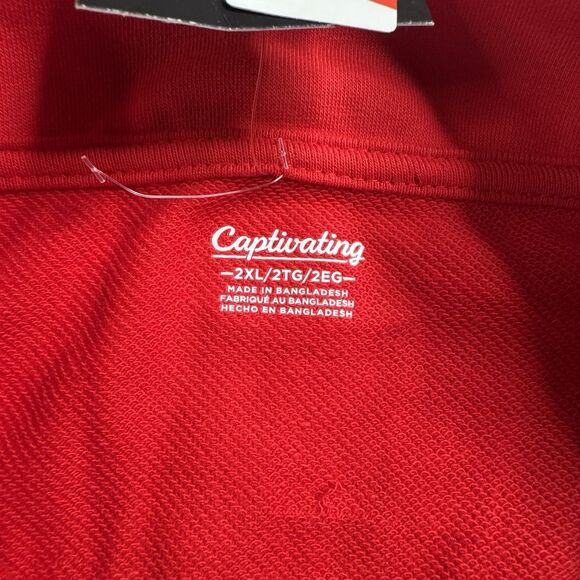 Captivating
—2XL/2TG/2EG—
MADE IN BANGLADESH
FABRIQUÉ AU BANGLADESH
HECHO EN BANGLADESH